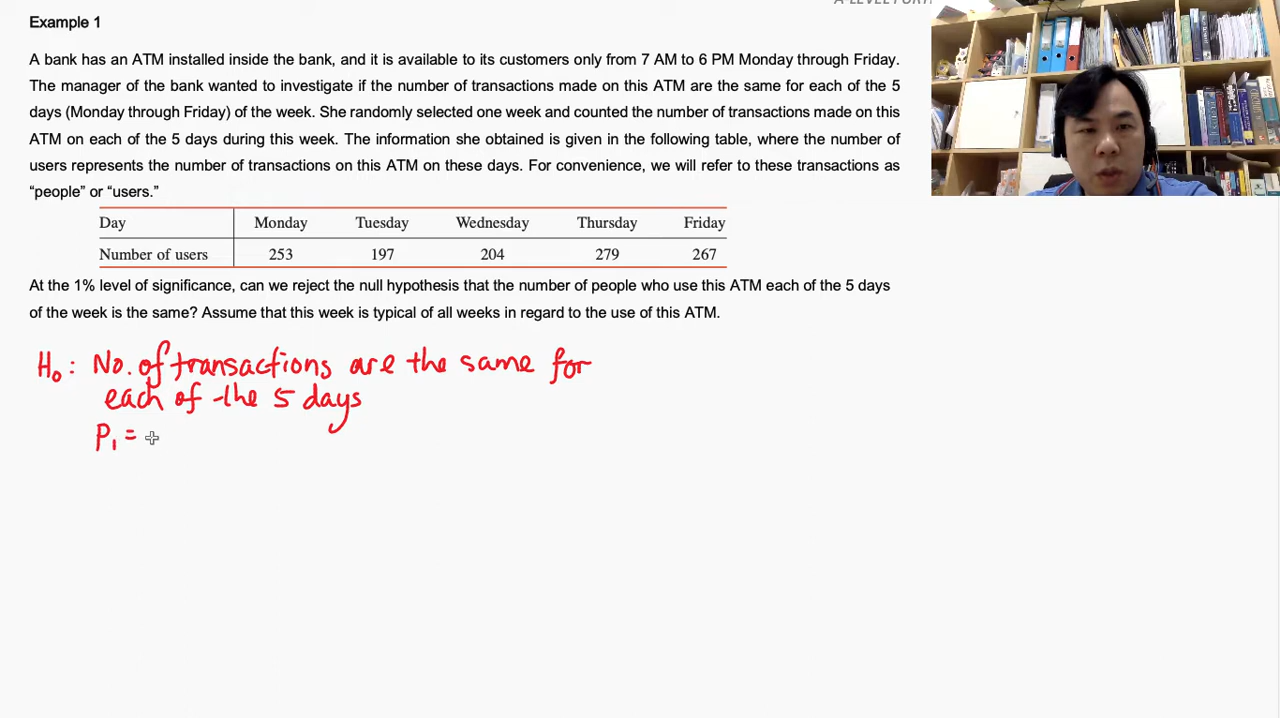 Example 1
A bank has an ATM installed inside the bank, and it is available to its customers only from 7 AM to 6 PM Monday through Friday.
The manager of the bank wanted to investigate if the number of transactions made on this ATM are the same for each of the 5
days (Monday through Friday) of the week. She randomly selected one week and counted the number of transactions made on this
ATM on each of the 5 days during this week. The information she obtained is given in the following table, where the number of
users represents the number of transactions on this ATM on these days. For convenience, we will refer to these transactions as
“people” or “users.”
Day Monday Tuesday Wednesday Thursday Friday
Number of users 253 197 204 279 267
At the 1% level of significance, can we reject the null hypothesis that the number of people who use this ATM each of the 5 days
of the week is the same? Assume that this week is typical of all weeks in regard to the use of this ATM.
H₀: No. of transactions are the same for
each of the 5 days
P₁ =